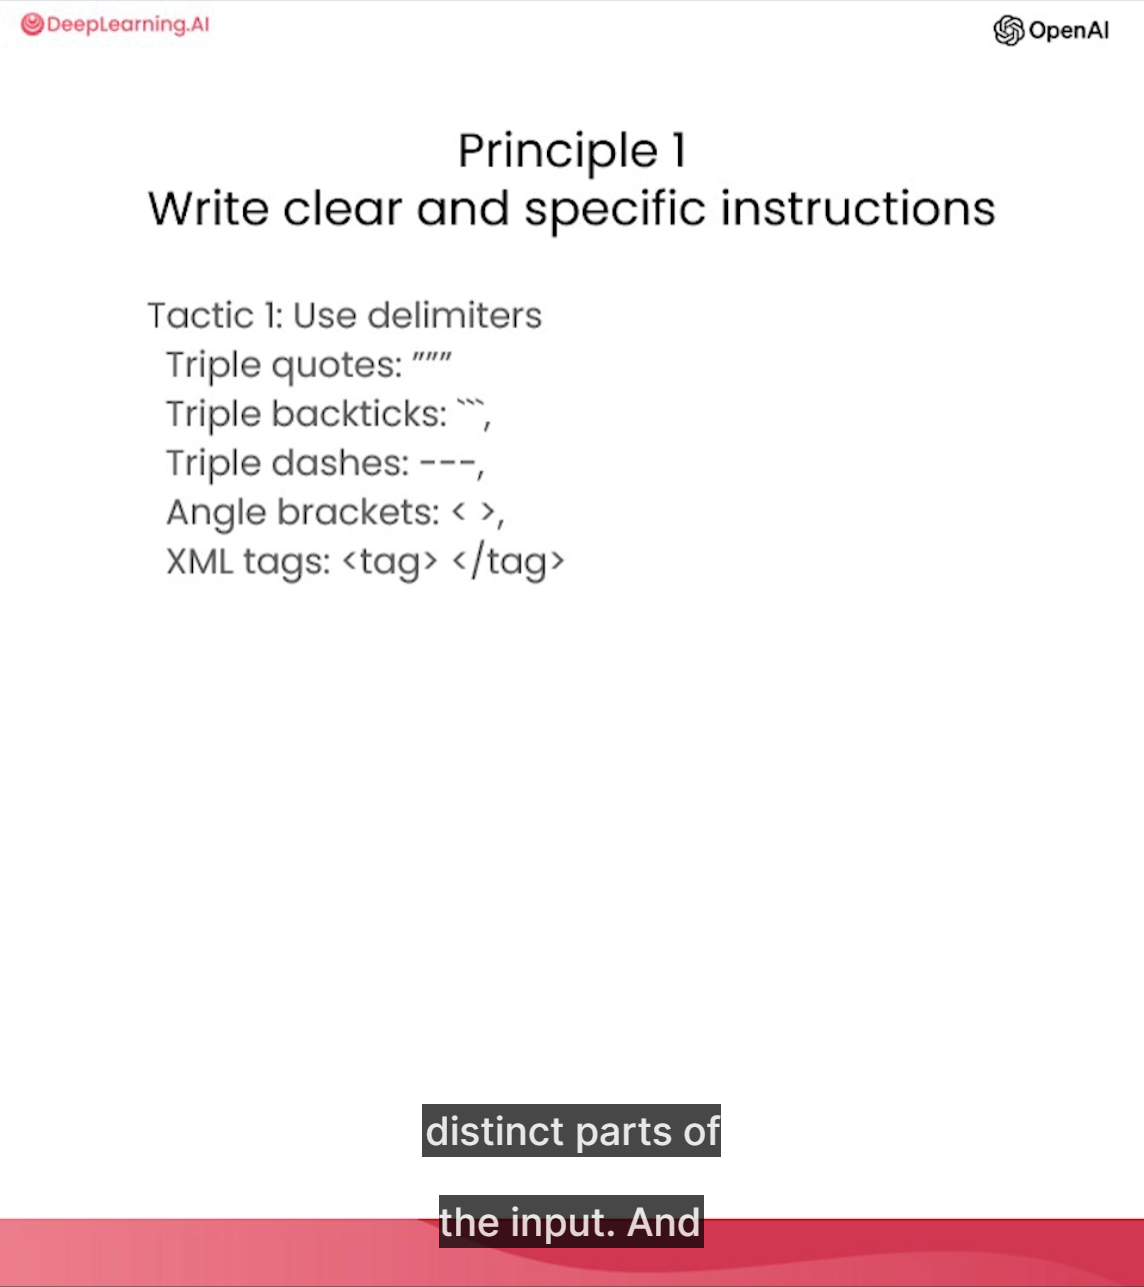 DeepLearning.AI
OpenAI
Principle 1
Write clear and specific instructions
Tactic 1: Use delimiters
Triple quotes: """
Triple backticks: ```,
Triple dashes: ---,
Angle brackets: < >,
XML tags: <tag> </tag>
distinct parts of
the input. And